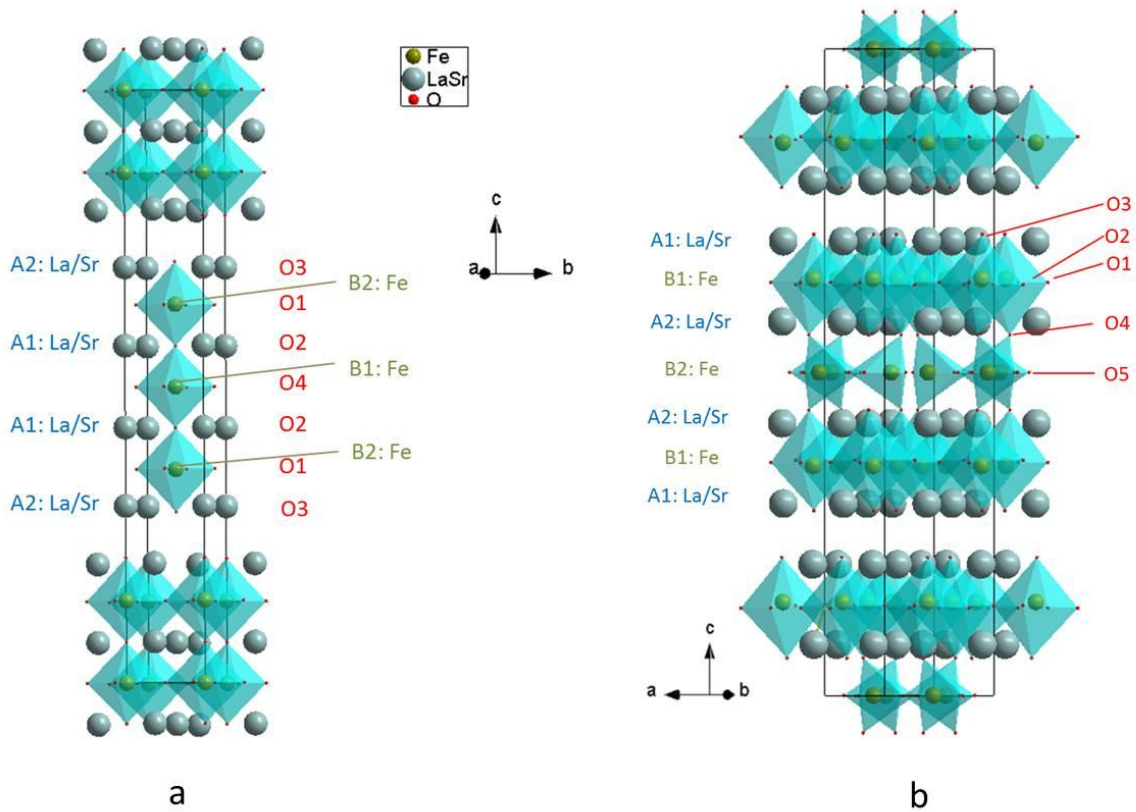 Fe
LaSr
O
c
a
b
A2: La/Sr
O3
B2: Fe
O1
A1: La/Sr
O2
B1: Fe
O4
A1: La/Sr
O2
B2: Fe
O1
A2: La/Sr
O3
a
O3
A1: La/Sr
O2
B1: Fe
O1
A2: La/Sr
O4
B2: Fe
O5
A2: La/Sr
B1: Fe
A1: La/Sr
c
a
b
b